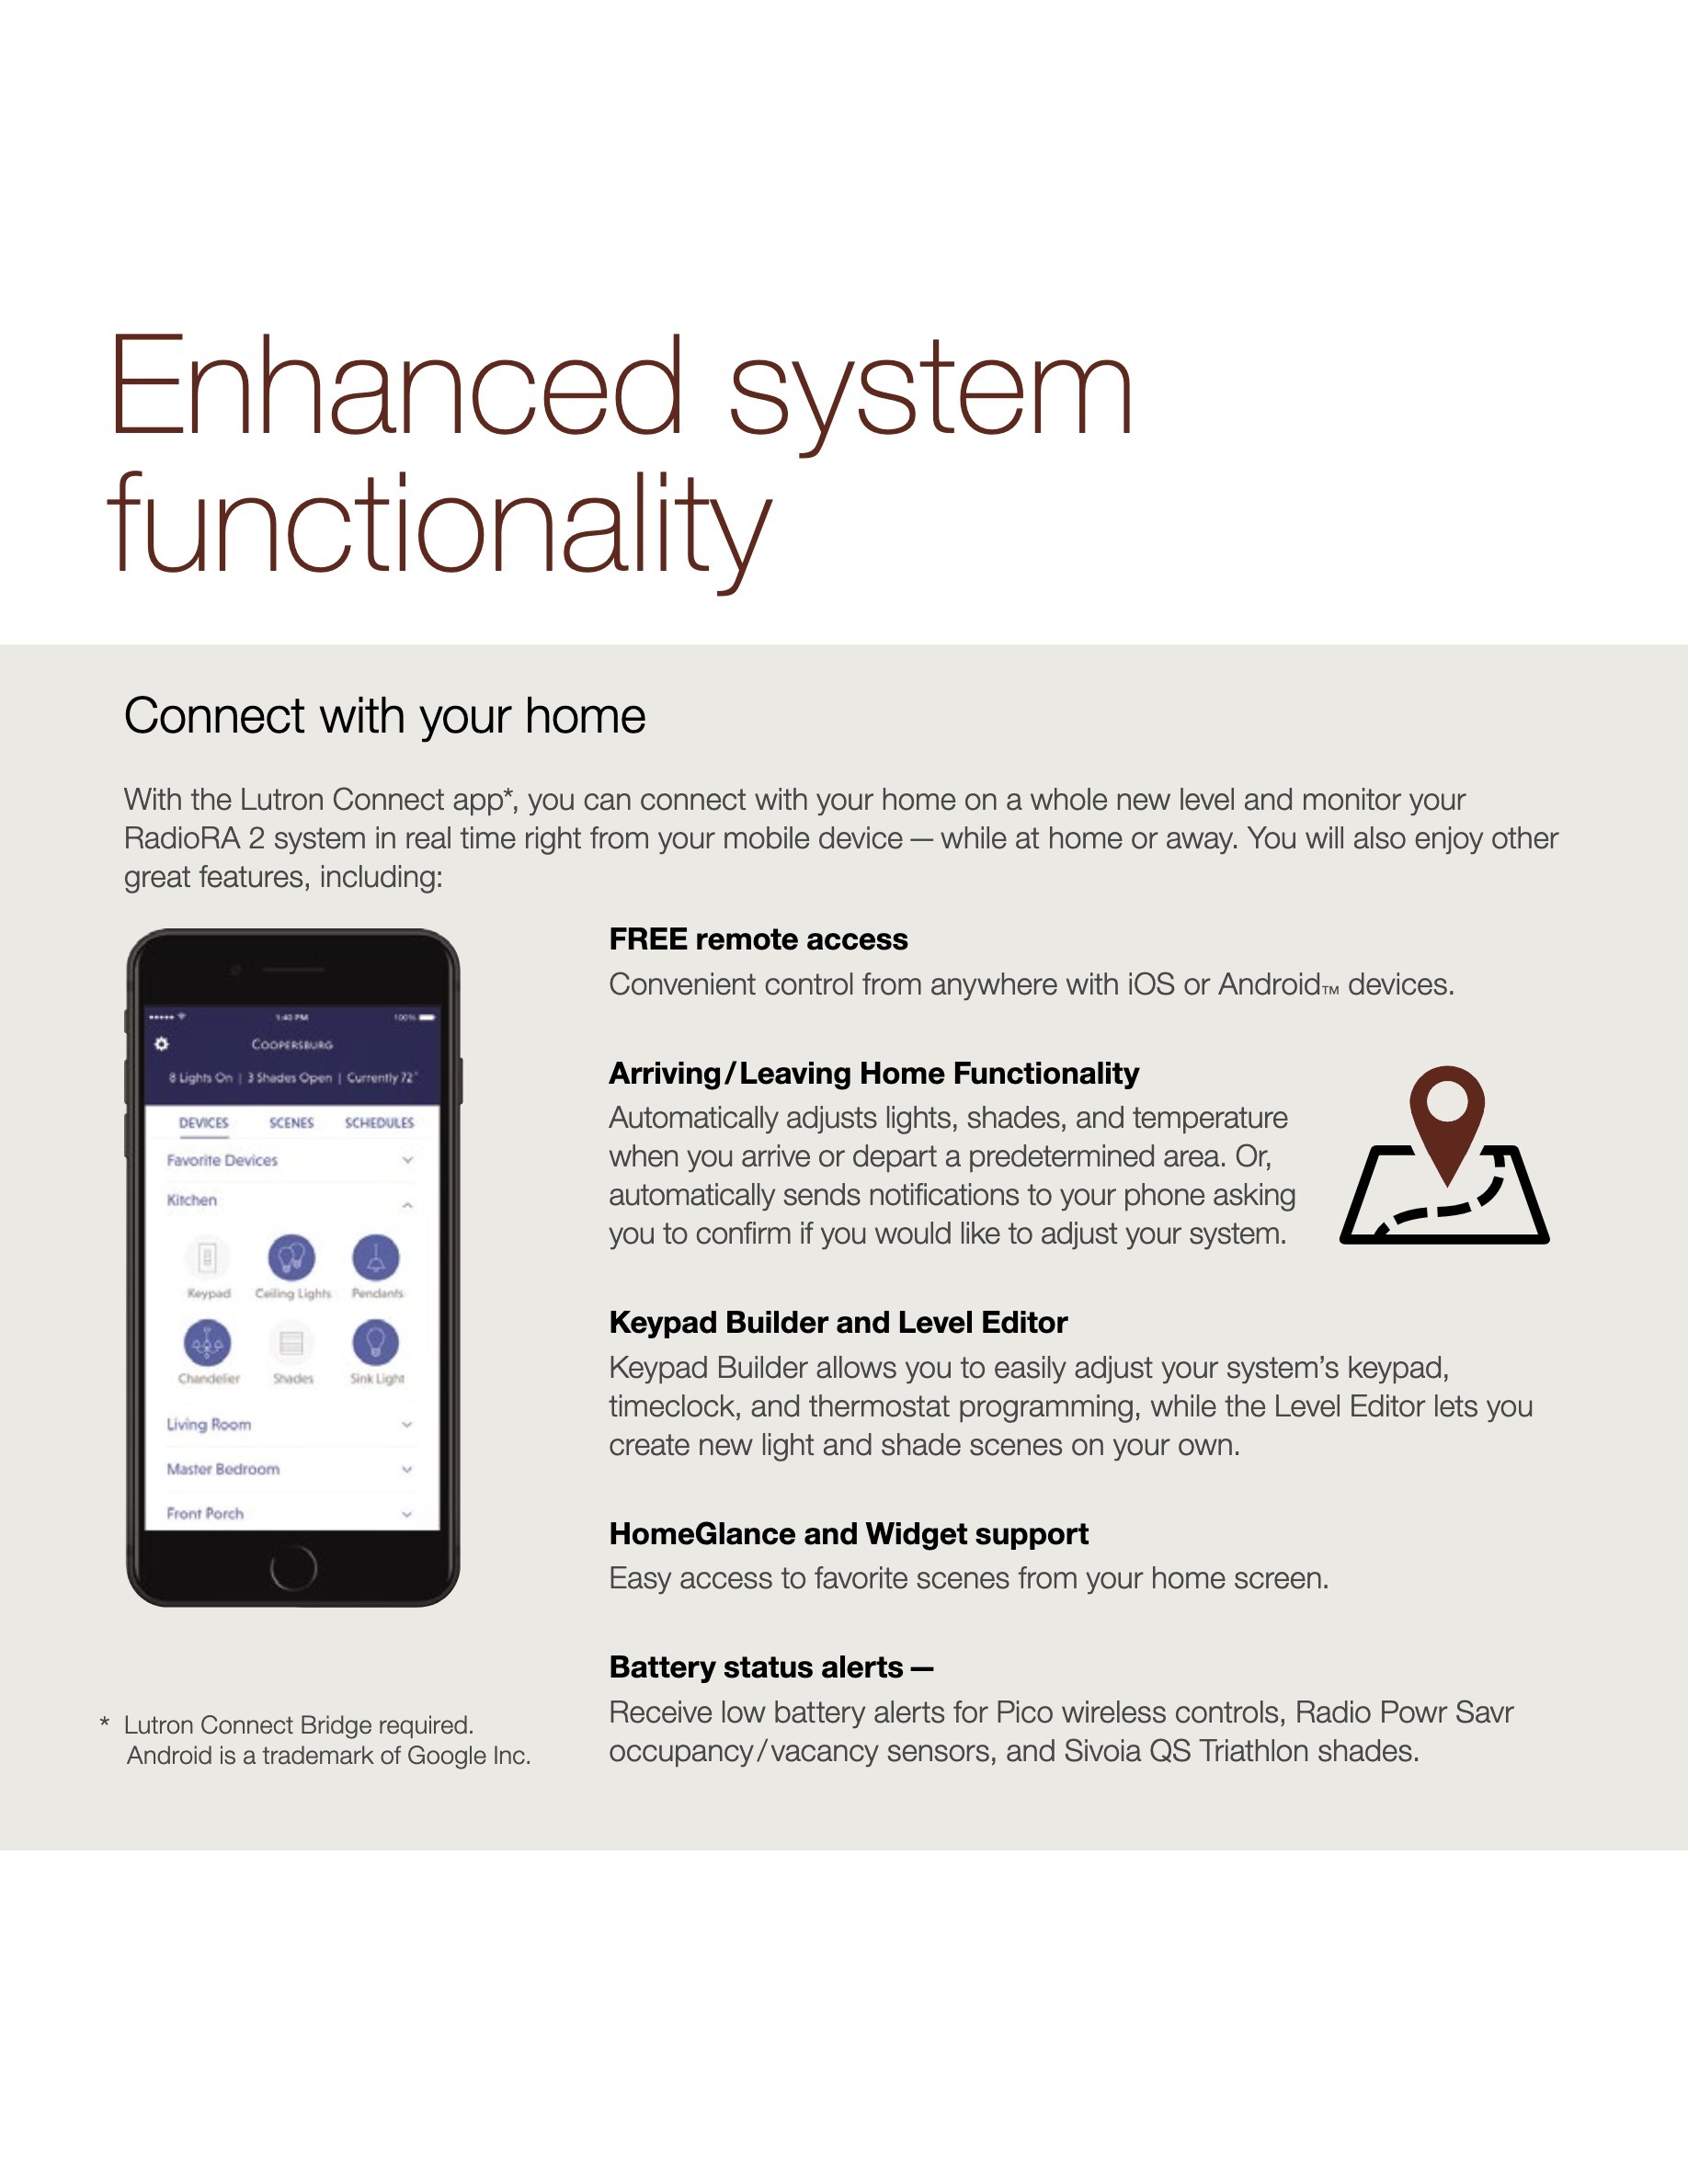 Enhanced system
functionality
Connect with your home
With the Lutron Connect app*, you can connect with your home on a whole new level and monitor your
RadioRA 2 system in real time right from your mobile device — while at home or away. You will also enjoy other
great features, including:
1:40 PM
100%
COOPERSBURG
8 Lights On | 3 Shades Open | Currently 72°
DEVICES SCENES SCHEDULES
Favorite Devices
Kitchen
Keypad Ceiling Lights Pendants
Chandelier Shades Sink Light
Living Room
Master Bedroom
Front Porch
* Lutron Connect Bridge required.
Android is a trademark of Google Inc.
FREE remote access
Convenient control from anywhere with iOS or Android™ devices.
Arriving/Leaving Home Functionality
Automatically adjusts lights, shades, and temperature
when you arrive or depart a predetermined area. Or,
automatically sends notifications to your phone asking
you to confirm if you would like to adjust your system.
Keypad Builder and Level Editor
Keypad Builder allows you to easily adjust your system’s keypad,
timeclock, and thermostat programming, while the Level Editor lets you
create new light and shade scenes on your own.
HomeGlance and Widget support
Easy access to favorite scenes from your home screen.
Battery status alerts —
Receive low battery alerts for Pico wireless controls, Radio Powr Savr
occupancy/vacancy sensors, and Sivoia QS Triathlon shades.